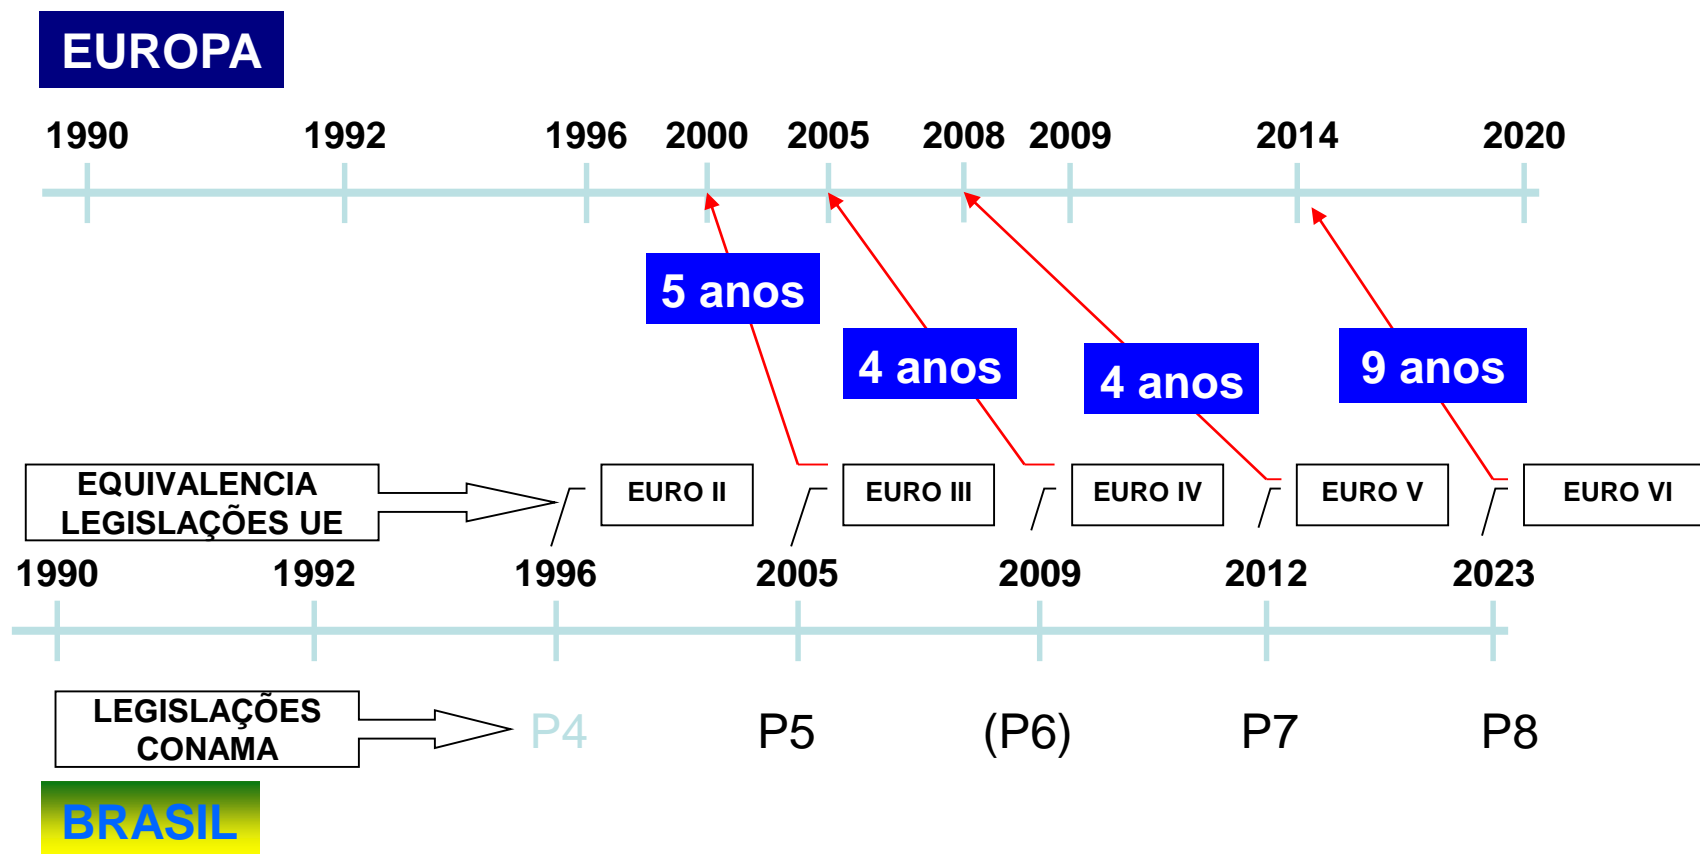 EUROPA
1990 1992 1996 2000 2005 2008 2009 2014 2020
5 anos
4 anos
4 anos
9 anos
EQUIVALENCIA
LEGISLAÇÕES UE
EURO II
EURO III
EURO IV
EURO V
EURO VI
1990 1992 1996 2005 2009 2012 2023
LEGISLAÇÕES
CONAMA
P4 P5 (P6) P7 P8
BRASIL